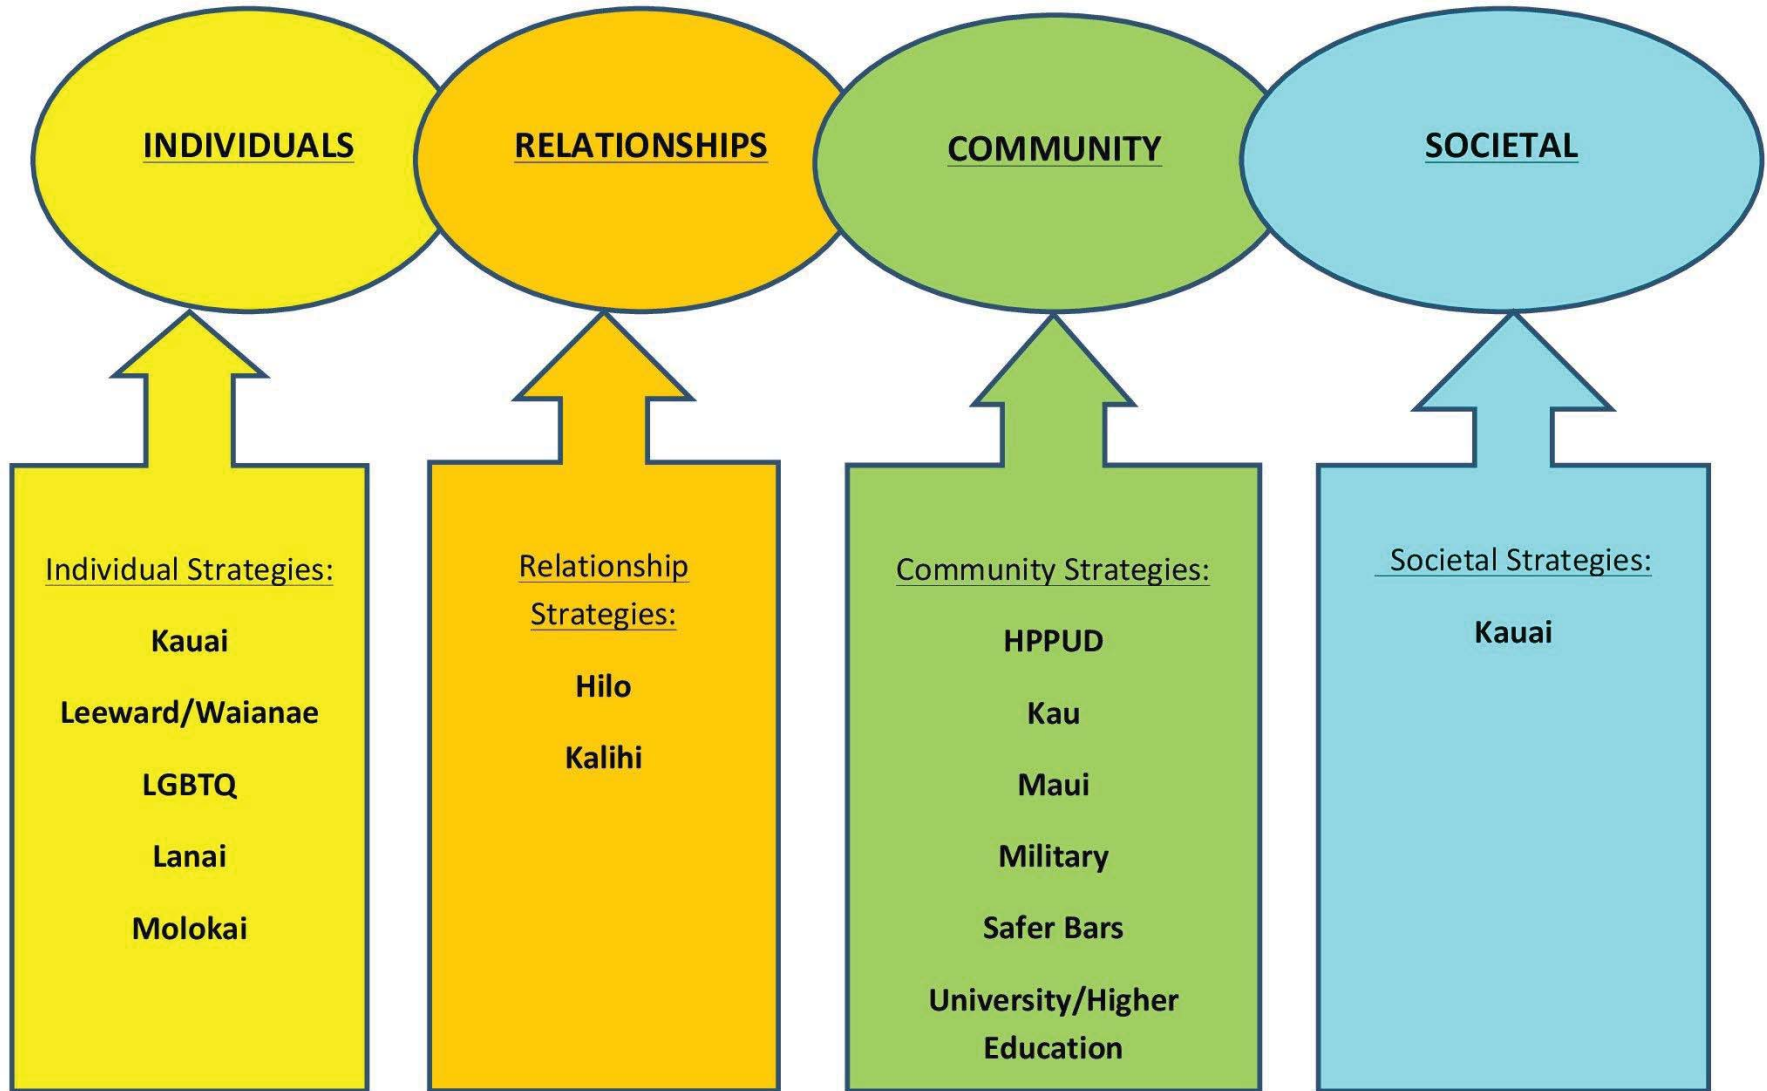 INDIVIDUALS
RELATIONSHIPS
COMMUNITY
SOCIETAL
Individual Strategies:
Kauai
Leeward/Waianae
LGBTQ
Lanai
Molokai
Relationship
Strategies:
Hilo
Kalihi
Community Strategies:
HPPUD
Kau
Maui
Military
Safer Bars
University/Higher
Education
Societal Strategies:
Kauai